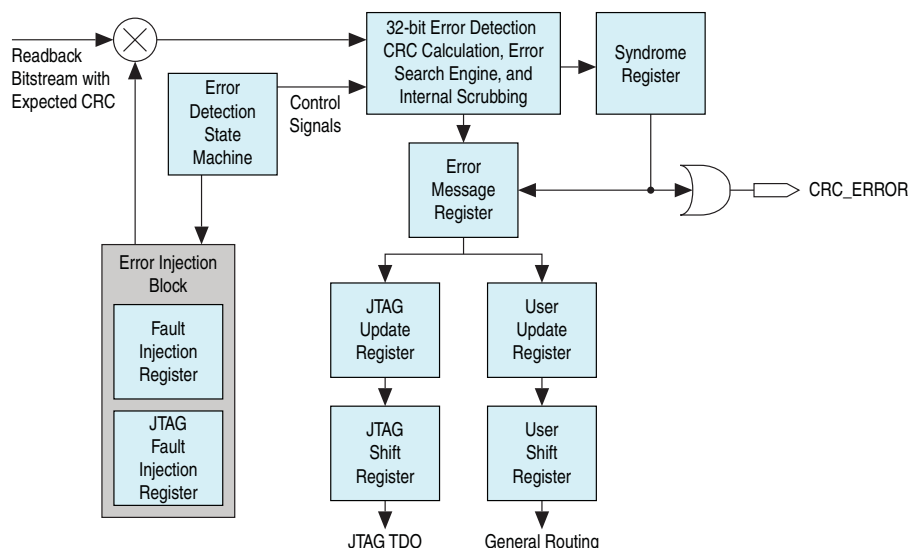 Readback
Bitstream with
Expected CRC
Error
Detection
State
Machine
Control
Signals
32-bit Error Detection
CRC Calculation, Error
Search Engine, and
Internal Scrubbing
Syndrome
Register
Error
Message
Register
CRC_ERROR
Error Injection
Block
Fault
Injection
Register
JTAG
Fault
Injection
Register
JTAG
Update
Register
User
Update
Register
JTAG
Shift
Register
User
Shift
Register
JTAG TDO
General Routing